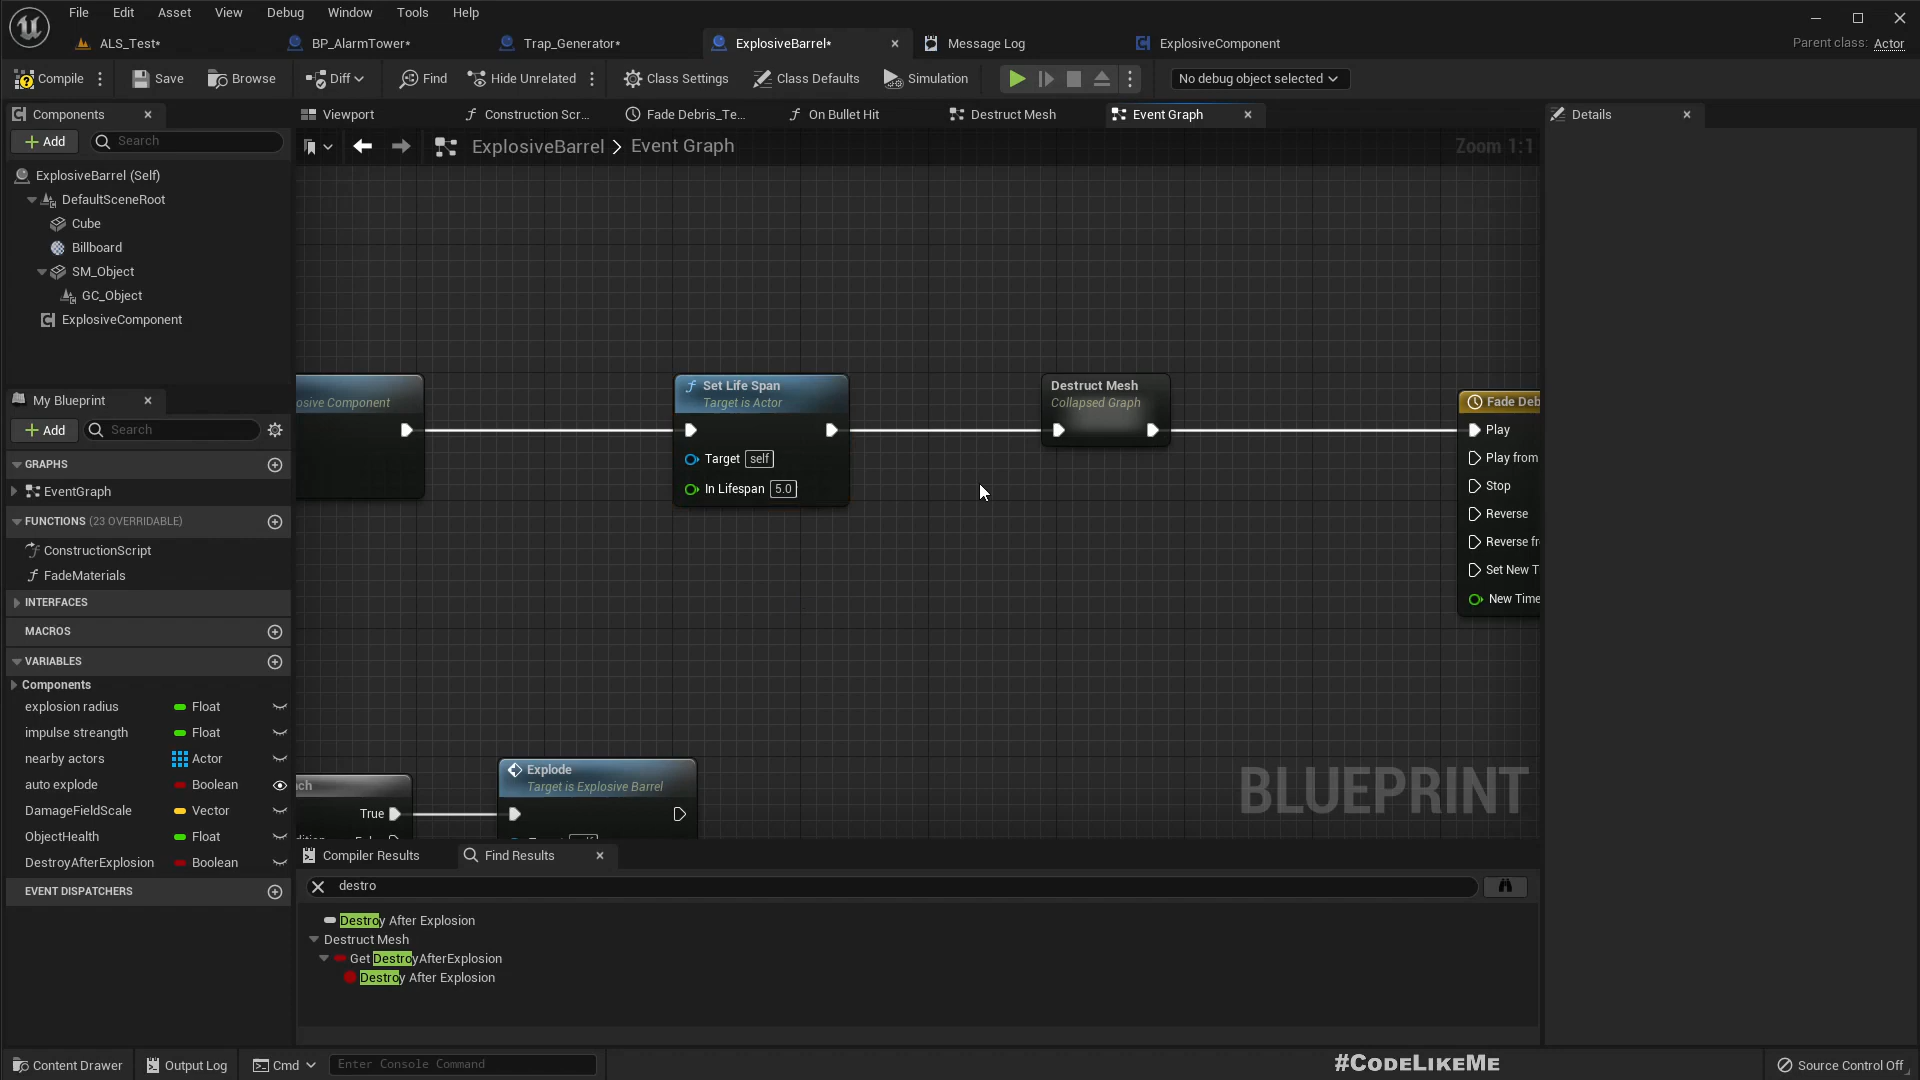 File Edit Asset View Debug Window Tools Help
ALS_Test* BP_AlarmTower* Trap_Generator* ExplosiveBarrel* Message Log ExplosiveComponent Parent class: Actor
Compile Save Browse Diff Find Hide Unrelated Class Settings Class Defaults Simulation No debug object selected
Components
Add Search
ExplosiveBarrel (Self)
DefaultSceneRoot
Cube
Billboard
SM_Object
GC_Object
ExplosiveComponent
My Blueprint
Add Search
GRAPHS
EventGraph
FUNCTIONS (23 OVERRIDABLE)
ConstructionScript
FadeMaterials
INTERFACES
MACROS
VARIABLES
Components
explosion radius Float
impulse streangth Float
nearby actors Actor
auto explode Boolean
DamageFieldScale Vector
ObjectHealth Float
DestroyAfterExplosion Boolean
EVENT DISPATCHERS
Viewport Construction Scr... Fade Debris_Te... On Bullet Hit Destruct Mesh Event Graph
ExplosiveBarrel > Event Graph Zoom 1:1
osive Component
Set Life Span
Target is Actor
Target self
In Lifespan 5.0
Destruct Mesh
Collapsed Graph
Fade Deb
Play
Play from
Stop
Reverse
Reverse fr
Set New T
New Time
True
Explode
Target is Explosive Barrel
BLUEPRINT
Compiler Results Find Results
destro
Destroy After Explosion
Destruct Mesh
Get DestroyAfterExplosion
Destroy After Explosion
Details
Content Drawer Output Log Cmd Enter Console Command #CODELIKEME Source Control Off